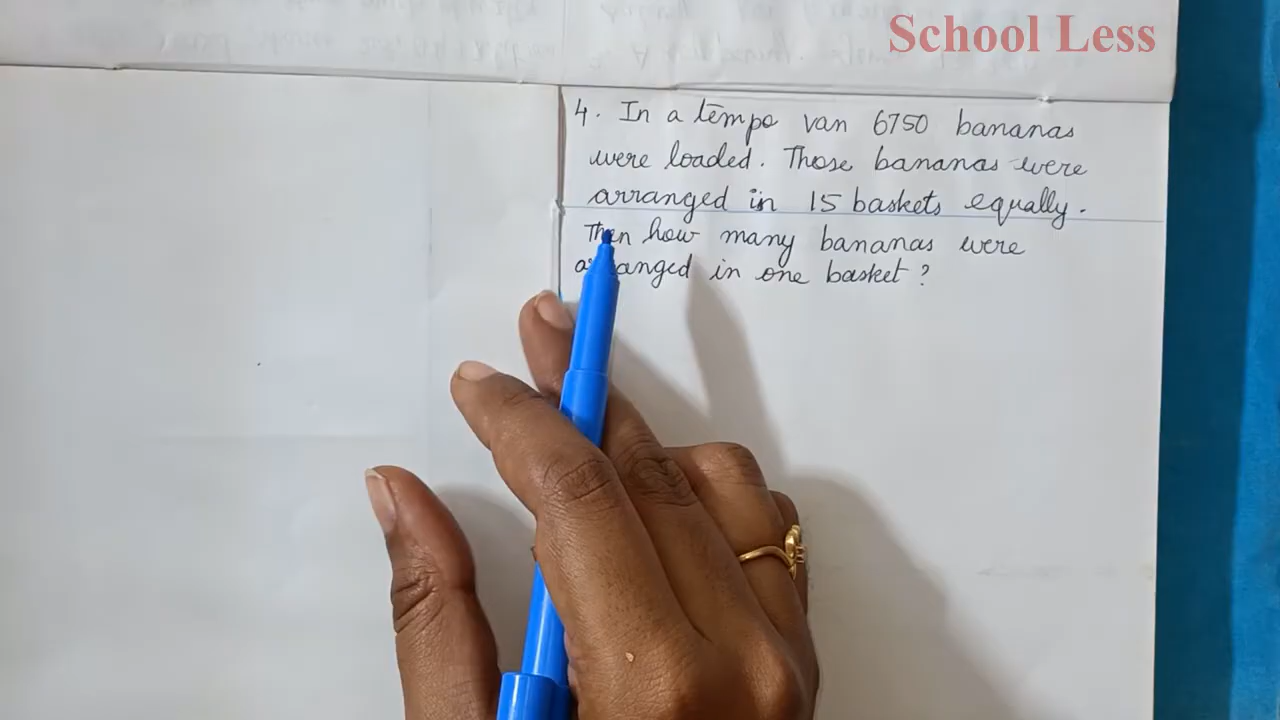 School Less
4. In a tempo van 6750 bananas
were loaded. Those bananas were
arranged in 15 baskets equally.
Then how many bananas were
arranged in one basket?